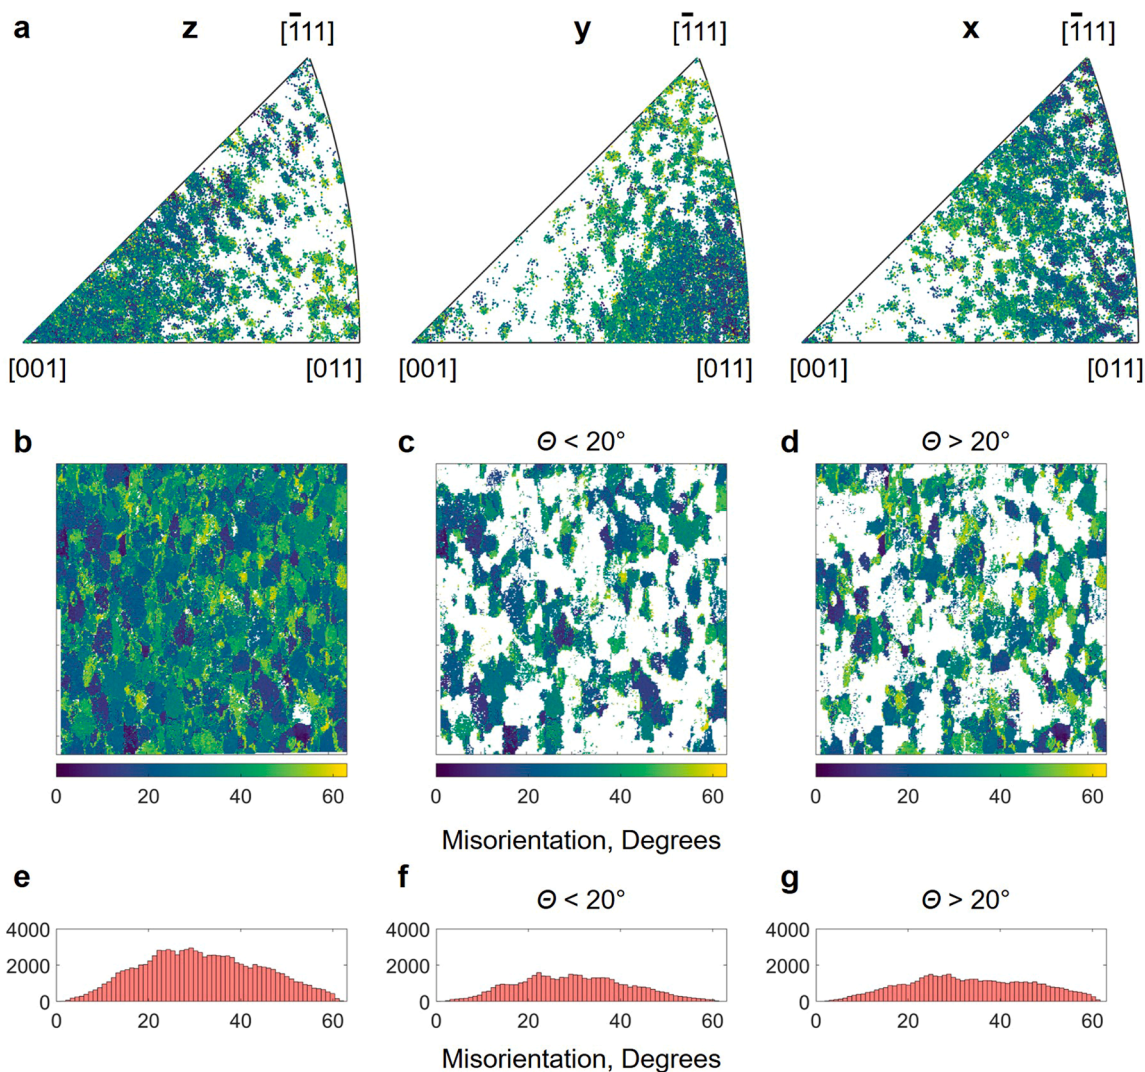 a z [1̄11] y [1̄11] x [1̄11]
[001] [011] [001] [011] [001] [011]
b c Θ < 20° d Θ > 20°
0 20 40 60 0 20 40 60 0 20 40 60
Misorientation, Degrees
e f Θ < 20° g Θ > 20°
4000 4000 4000
2000 2000 2000
0 0 0
0 20 40 60 0 20 40 60 0 20 40 60
Misorientation, Degrees